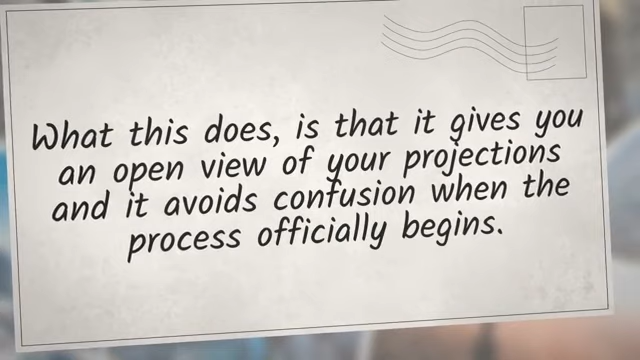 What this does, is that it gives you
an open view of your projections
and it avoids confusion when the
process officially begins.